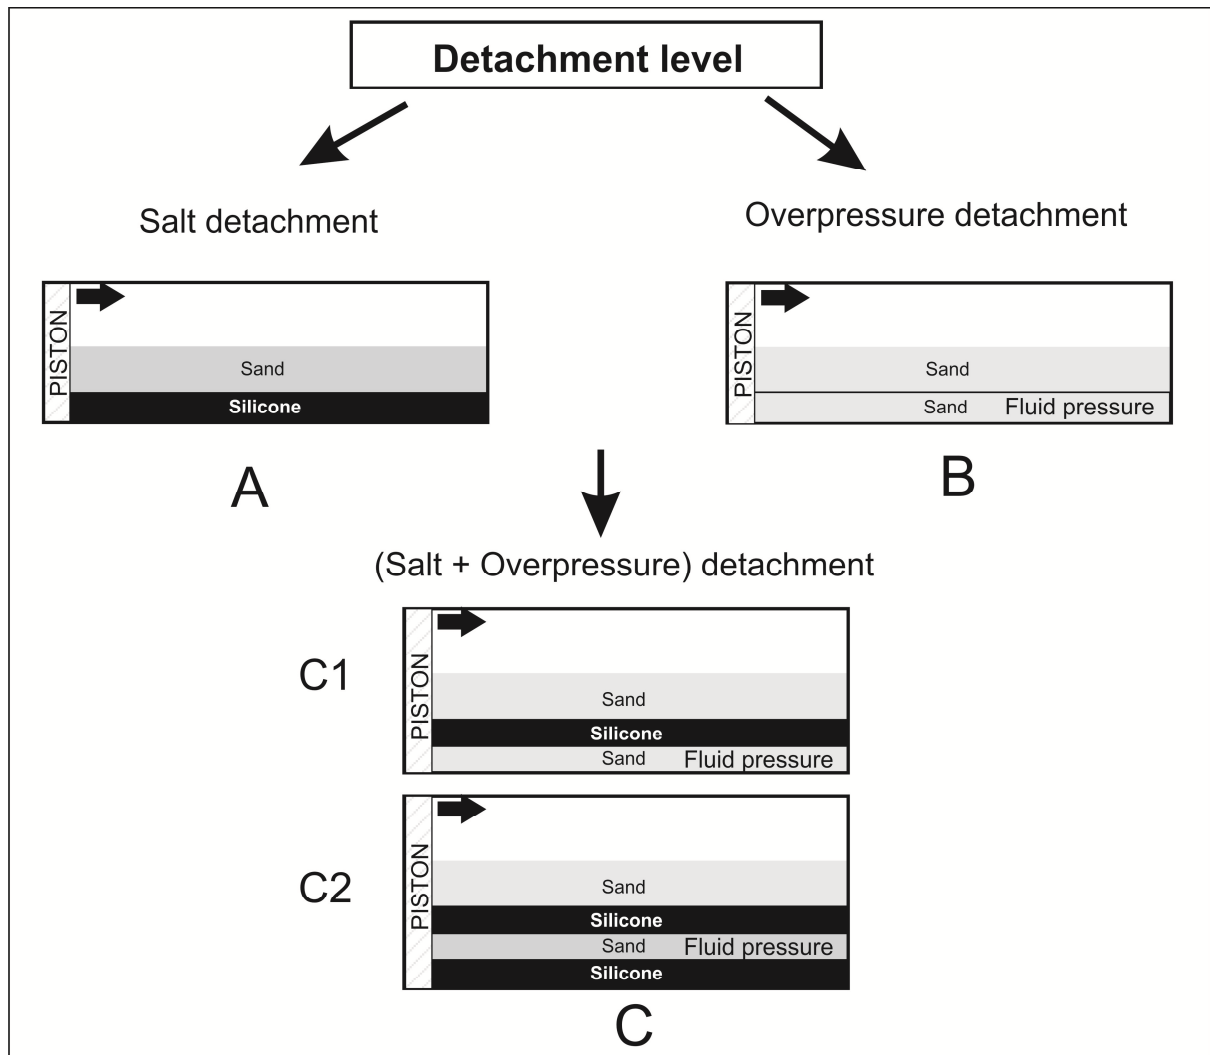 Detachment level
Salt detachment
Overpressure detachment
PISTON
Sand
Silicone
A
PISTON
Sand
Sand Fluid pressure
B
(Salt + Overpressure) detachment
C1
PISTON
Sand
Silicone
Sand Fluid pressure
C2
PISTON
Sand
Silicone
Sand Fluid pressure
Silicone
C